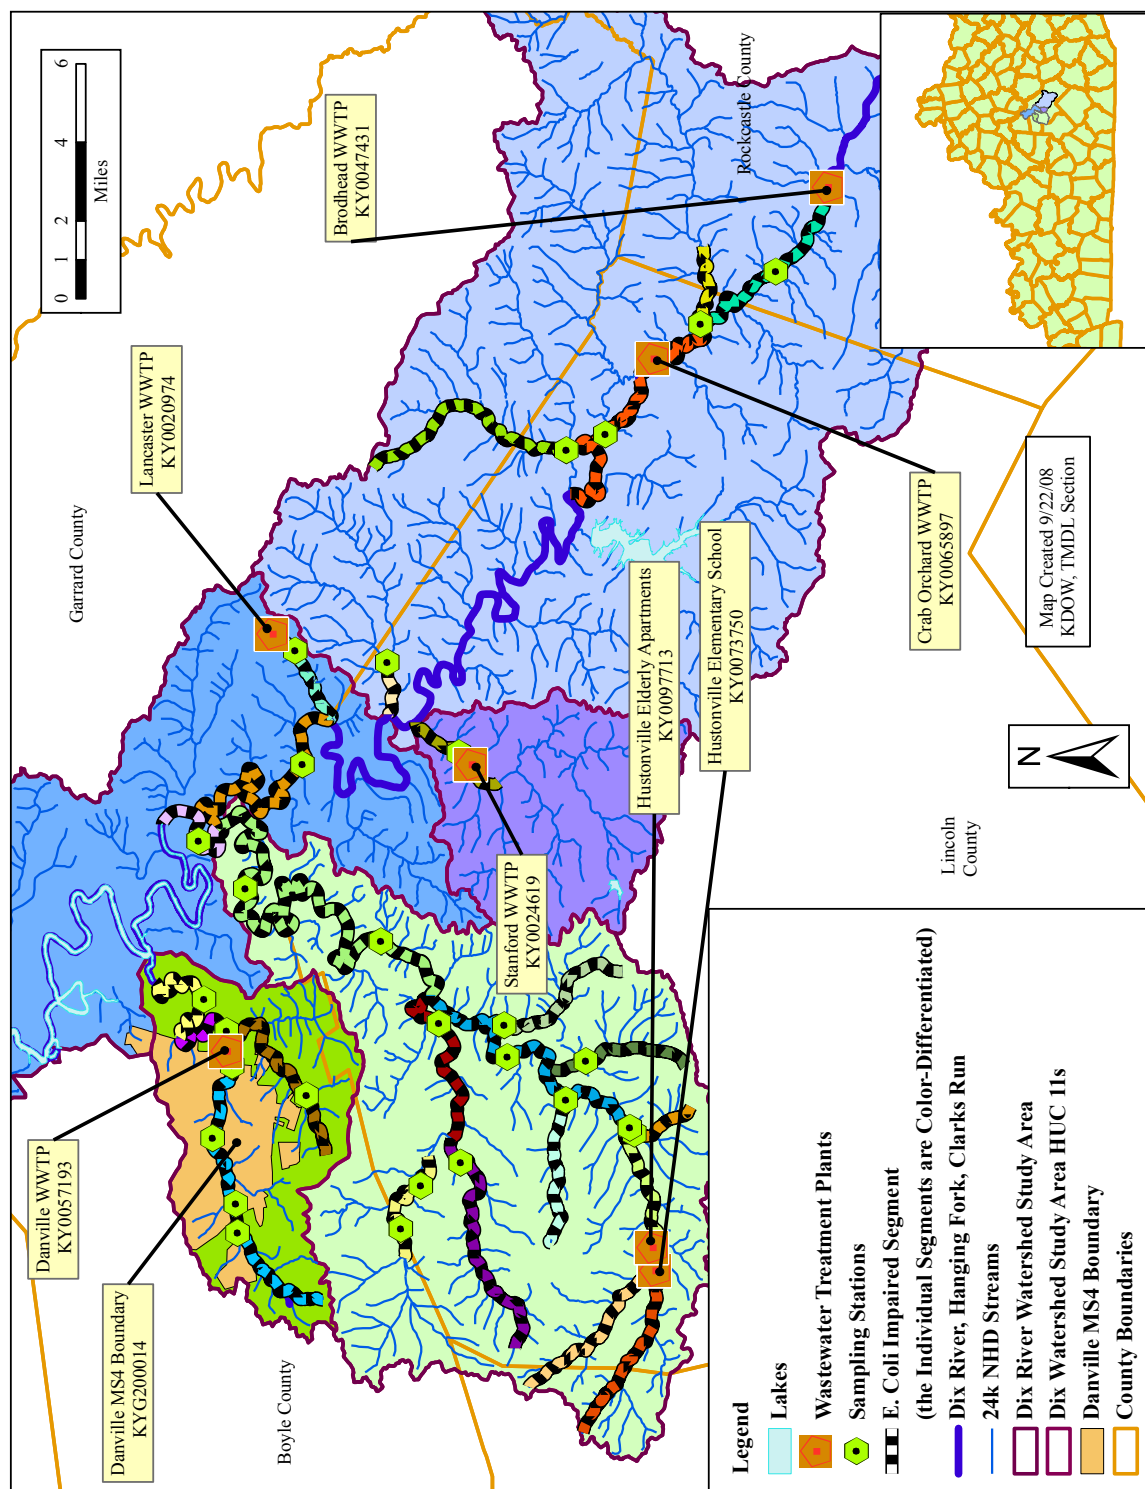 0 1 2 4 6
Miles
Brodhead WWTP
KY0047431
Rockcastle County
Lancaster WWTP
KY0020974
Garrard County
Crab Orchard WWTP
KY0065897
Map Created 9/22/08
KDOW, TMDL Section
Hustonville Elderly Apartments
KY0097713
Hustonville Elementary School
KY0073750
N
Stanford WWTP
KY0024619
Lincoln
County
Danville WWTP
KY0057193
Danville MS4 Boundary
KYG200014
Boyle County
Legend
Lakes
Wastewater Treatment Plants
Sampling Stations
E. Coli Impaired Segment
(the Individual Segments are Color-Differentiated)
Dix River, Hanging Fork, Clarks Run
24k NHD Streams
Dix River Watershed Study Area
Dix Watershed Study Area HUC 11s
Danville MS4 Boundary
County Boundaries